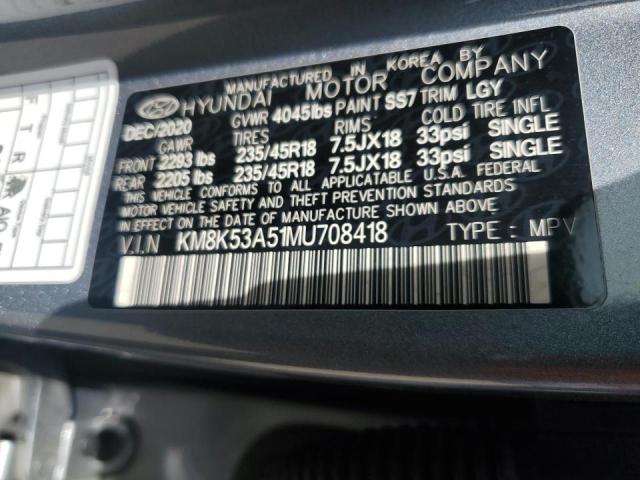 MANUFACTURED IN KOREA BY
HYUNDAI MOTOR COMPANY
DEC/2020 GVWR 4045lbs PAINT SS7 TRIM LGY
GAWR TIRES RIMS COLD TIRE INFL
FRONT 2293 lbs 235/45R18 7.5JX18 33psi SINGLE
REAR 2205 lbs 235/45R18 7.5JX18 33psi SINGLE
THIS VEHICLE CONFORMS TO ALL APPLICABLE U.S.A. FEDERAL
MOTOR VEHICLE SAFETY AND THEFT PREVENTION STANDARDS
IN EFFECT ON THE DATE OF MANUFACTURE SHOWN ABOVE.
V.I.N KM8K53A51MU708418 TYPE : MPV